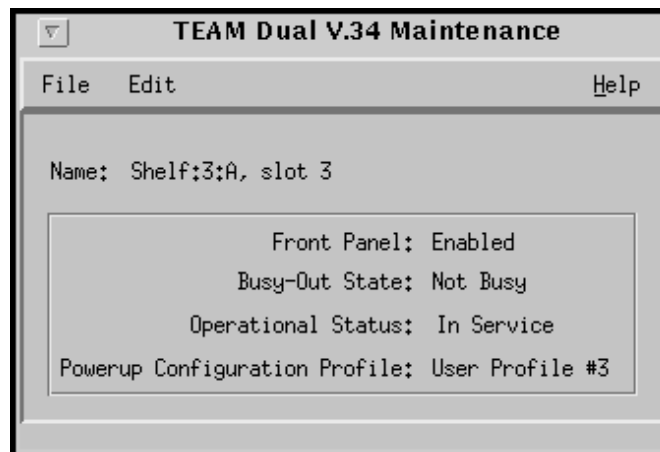 TEAM Dual V.34 Maintenance
File Edit Help
Name: Shelf:3:A, slot 3
Front Panel: Enabled
Busy-Out State: Not Busy
Operational Status: In Service
Powerup Configuration Profile: User Profile #3